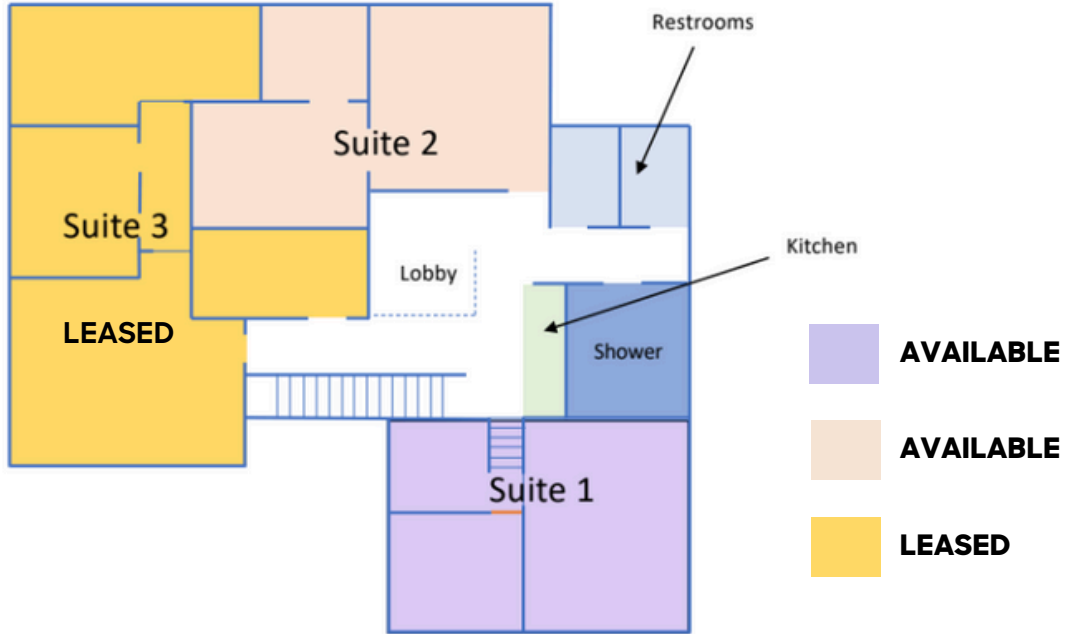 Restrooms
Suite 2
Suite 3
Kitchen
Lobby
LEASED
Shower
AVAILABLE
AVAILABLE
Suite 1
LEASED